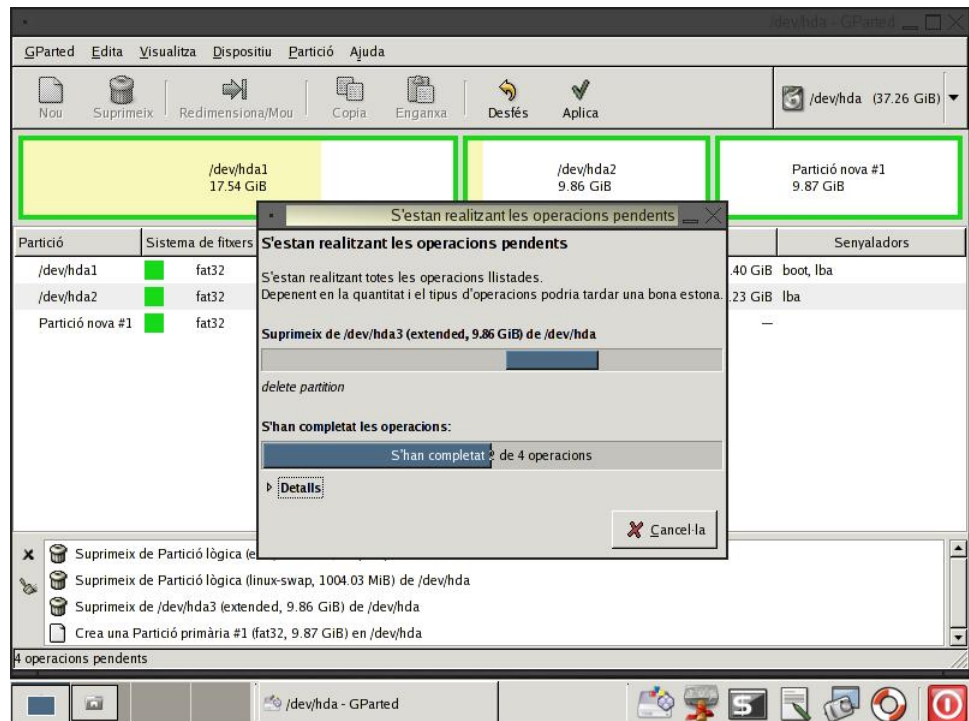 /dev/hda - GParted
GParted Edita Visualitza Dispositiu Partició Ajuda
Nou Suprimeix Redimensiona/Mou Copia Enganxa Desfés Aplica /dev/hda (37.26 GiB)
/dev/hda1
17.54 GiB
/dev/hda2
9.86 GiB
Partició nova #1
9.87 GiB
Partició Sistema de fitxers Senyaladors
/dev/hda1 fat32 .40 GiB boot, lba
/dev/hda2 fat32 .23 GiB lba
Partició nova #1 fat32 —
S'estan realitzant les operacions pendents
S'estan realitzant les operacions pendents
S'estan realitzant totes les operacions llistades.
Depenent en la quantitat i el tipus d'operacions podria tardar una bona estona.
Suprimeix de /dev/hda3 (extended, 9.86 GiB) de /dev/hda
delete partition
S'han completat les operacions:
S'han completat 2 de 4 operacions
Detalls
Cancel·la
Suprimeix de Partició lògica (e
Suprimeix de Partició lògica (linux-swap, 1004.03 MiB) de /dev/hda
Suprimeix de /dev/hda3 (extended, 9.86 GiB) de /dev/hda
Crea una Partició primària #1 (fat32, 9.87 GiB) en /dev/hda
4 operacions pendents
/dev/hda - GParted